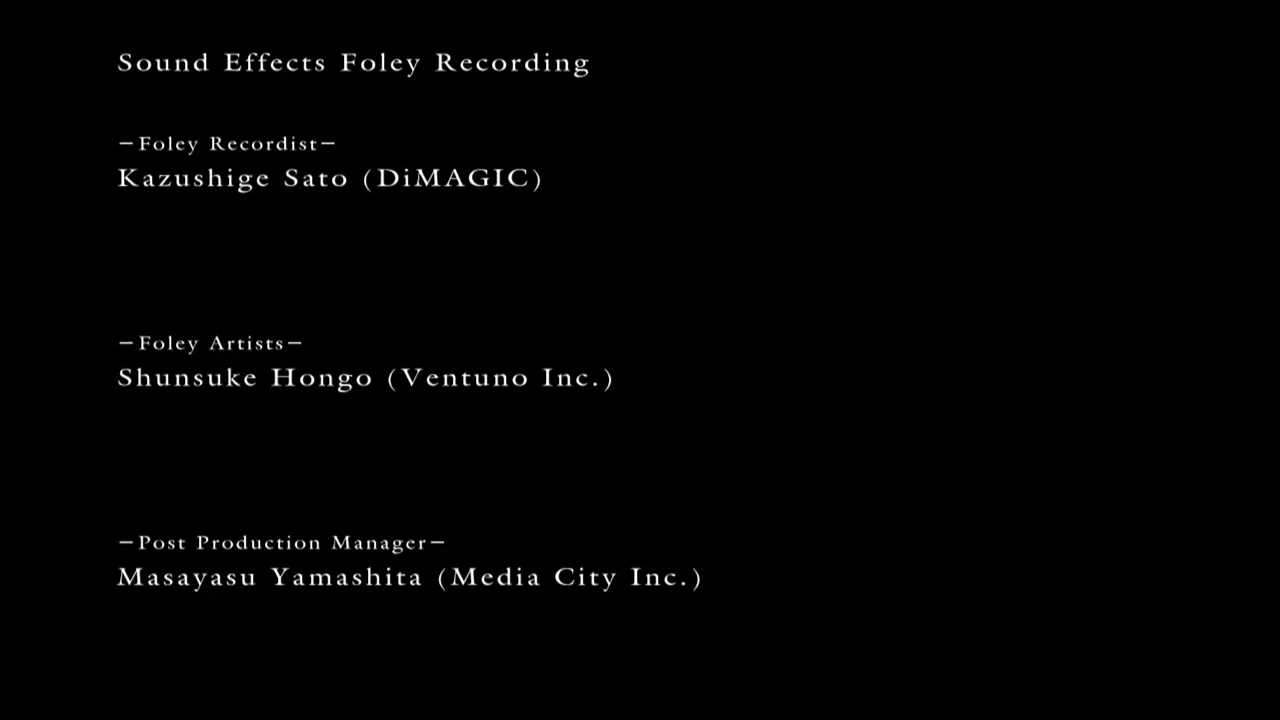 Sound Effects Foley Recording
—Foley Recordist—
Kazushige Sato (DiMAGIC)
—Foley Artists—
Shunsuke Hongo (Ventuno Inc.)
—Post Production Manager—
Masayasu Yamashita (Media City Inc.)